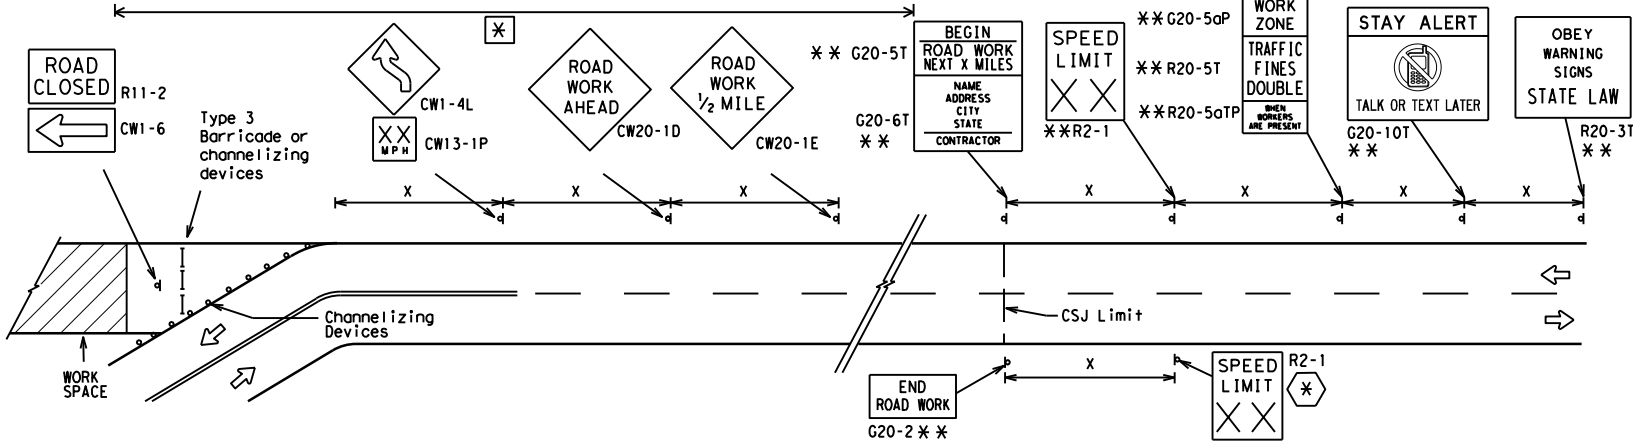 ROAD
CLOSED
R11-2
CW1-6
Type 3
Barricade or
channelizing
devices
CW1-4L
XX
MPH
CW13-1P
*
ROAD
WORK
AHEAD
CW20-1D
ROAD
WORK
1/2 MILE
CW20-1E
** G20-5T
G20-6T
**
BEGIN
ROAD WORK
NEXT X MILES
NAME
ADDRESS
CITY
STATE
CONTRACTOR
SPEED
LIMIT
XX
**R2-1
**G20-5aP
**R20-5T
**R20-5aTP
WORK
ZONE
TRAFFIC
FINES
DOUBLE
WHEN
WORKERS
ARE PRESENT
STAY ALERT
TALK OR TEXT LATER
G20-10T
**
OBEY
WARNING
SIGNS
STATE LAW
R20-3T
**
X
X
X
X
X
X
X
Channelizing
Devices
CSJ Limit
WORK
SPACE
X
END
ROAD WORK
G20-2 **
SPEED
LIMIT
XX
R2-1
*